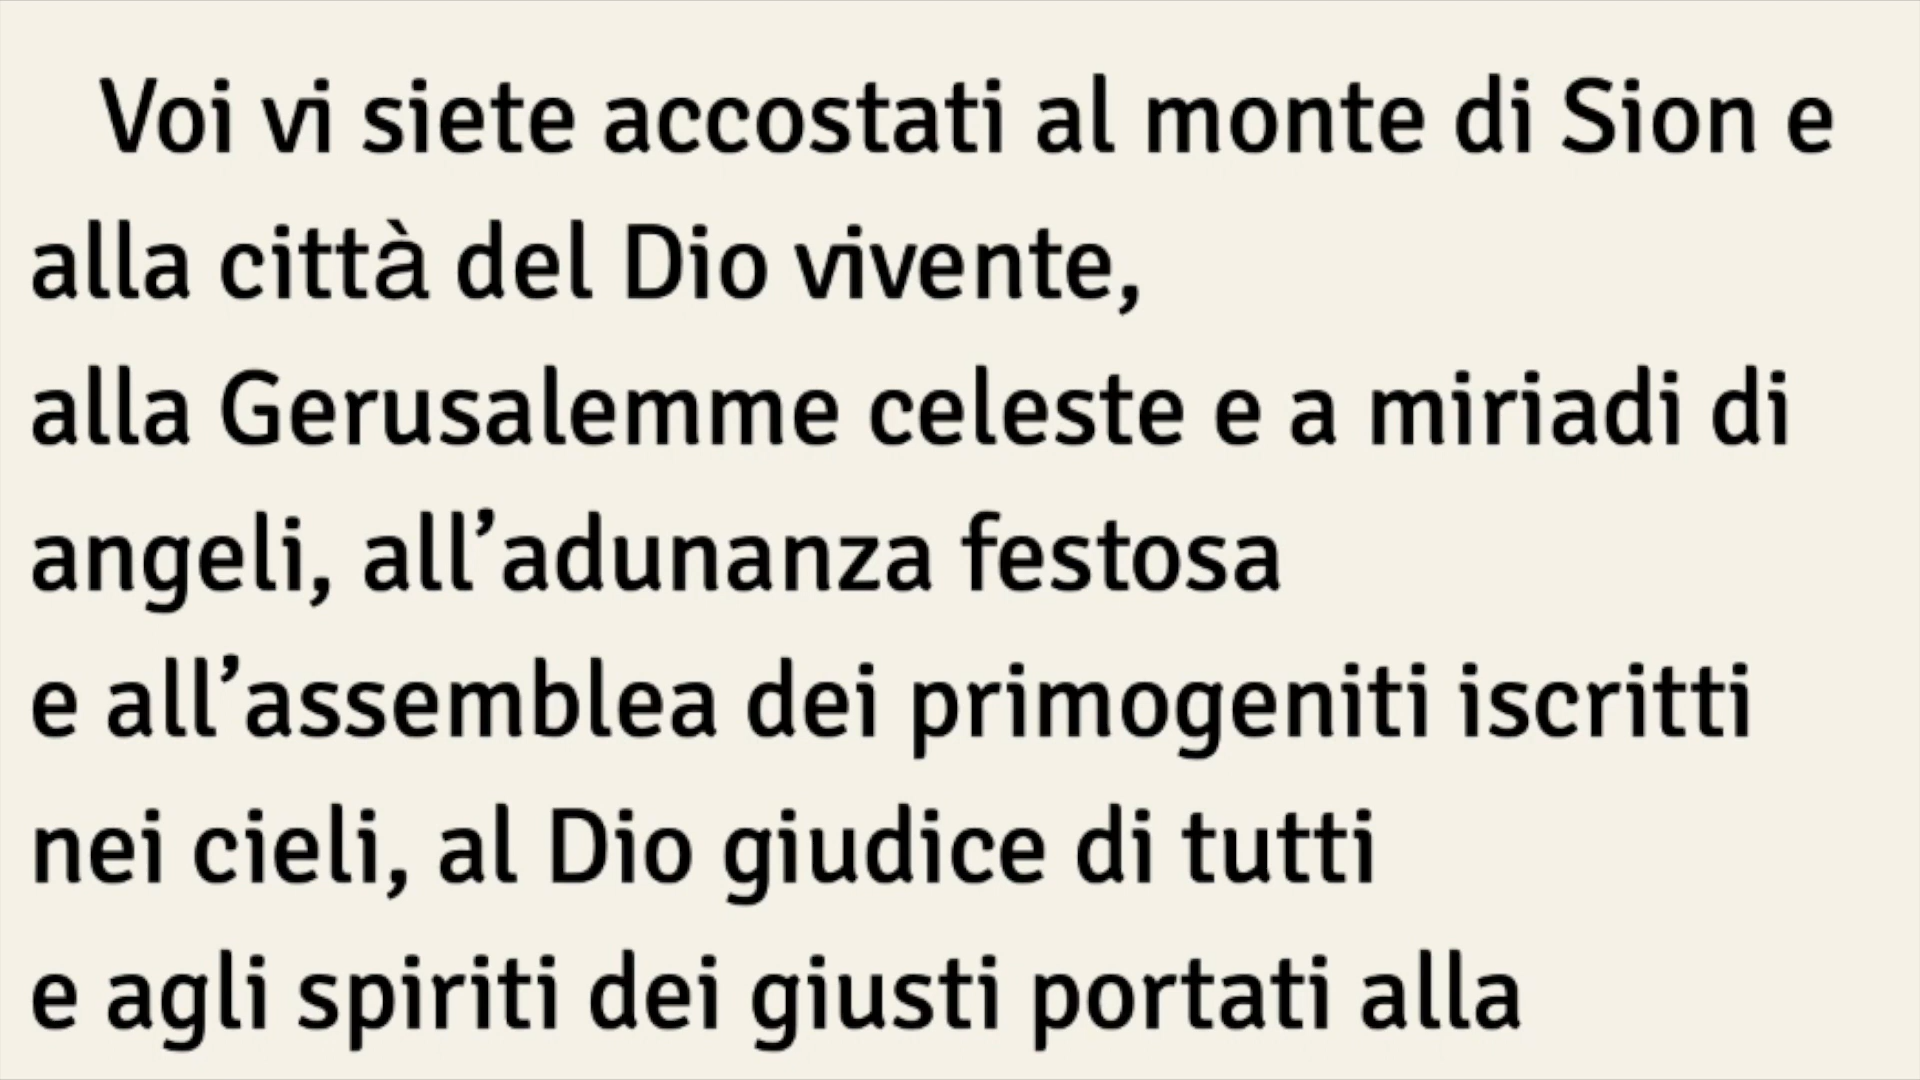 Voi vi siete accostati al monte di Sion e
alla città del Dio vivente,
alla Gerusalemme celeste e a miriadi di
angeli, all’adunanza festosa
e all’assemblea dei primogeniti iscritti
nei cieli, al Dio giudice di tutti
e agli spiriti dei giusti portati alla